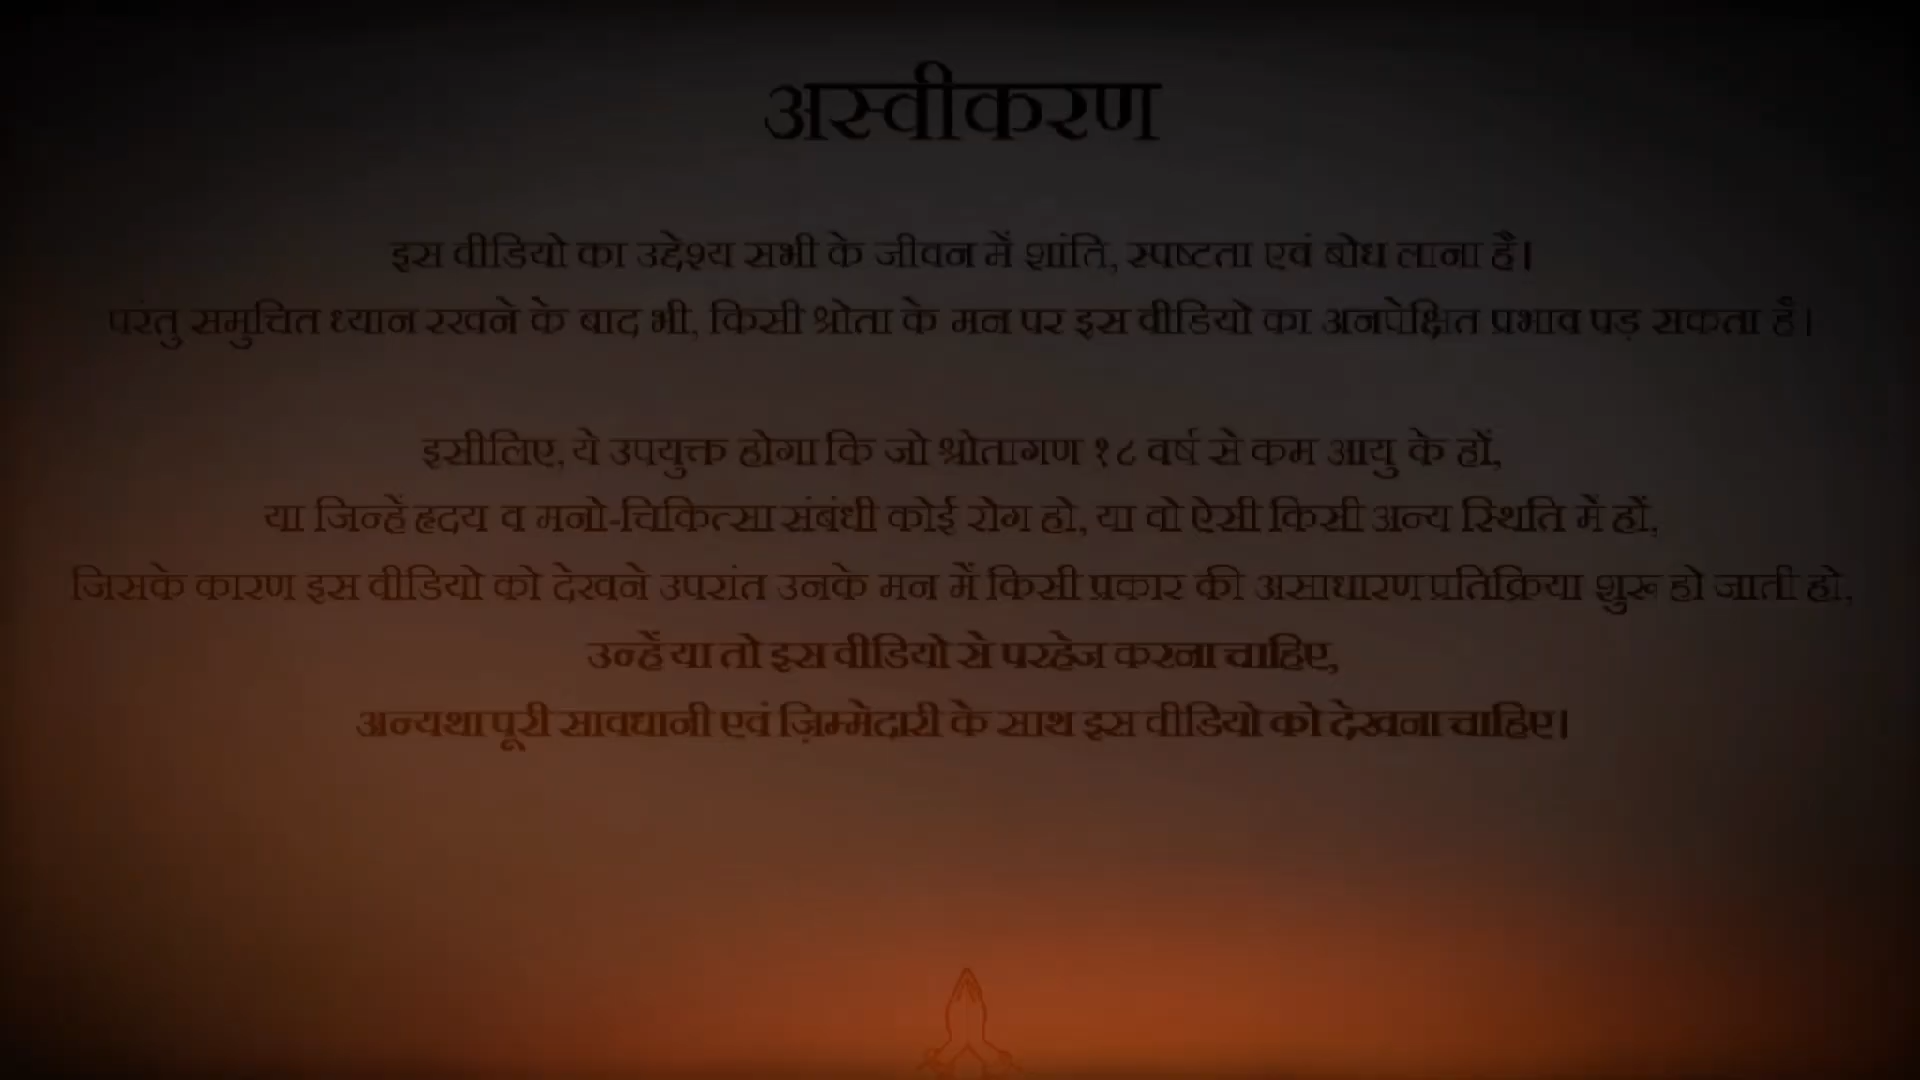 अस्वीकरण
इस वीडियो का उद्देश्य सभी के जीवन में शांति, स्पष्टता एवं बोध लाना है।
परंतु समुचित ध्यान रखने के बाद भी, किसी श्रोता के मन पर इस वीडियो का अनपेक्षित प्रभाव पड़ सकता है।
इसीलिए, ये उपयुक्त होगा कि जो श्रोतागण १८ वर्ष से कम आयु के हों,
या जिन्हें हृदय व मनो-चिकित्सा संबंधी कोई रोग हो, या वो ऐसी किसी अन्य स्थिति में हों,
जिसके कारण इस वीडियो को देखने उपरांत उनके मन में किसी प्रकार की असाधारण प्रतिक्रिया शुरू हो जाती हो,
उन्हें या तो इस वीडियो से परहेज करना चाहिए,
अन्यथा पूरी सावधानी एवं ज़िम्मेदारी के साथ इस वीडियो को देखना चाहिए।